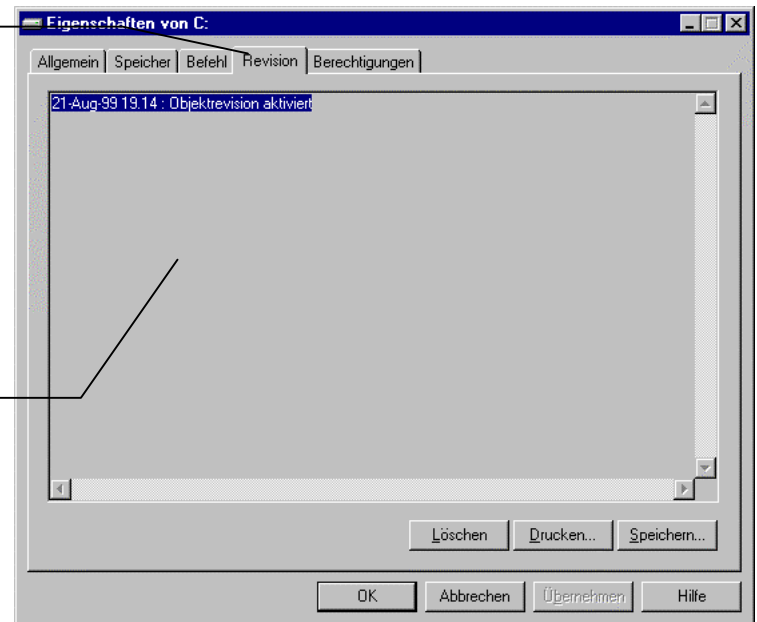 Eigenschaften von C:
Allgemein Speicher Befehl Revision Berechtigungen
21-Aug-99 19.14 : Objektrevision aktiviert
Löschen Drucken... Speichern...
OK Abbrechen Übernehmen Hilfe